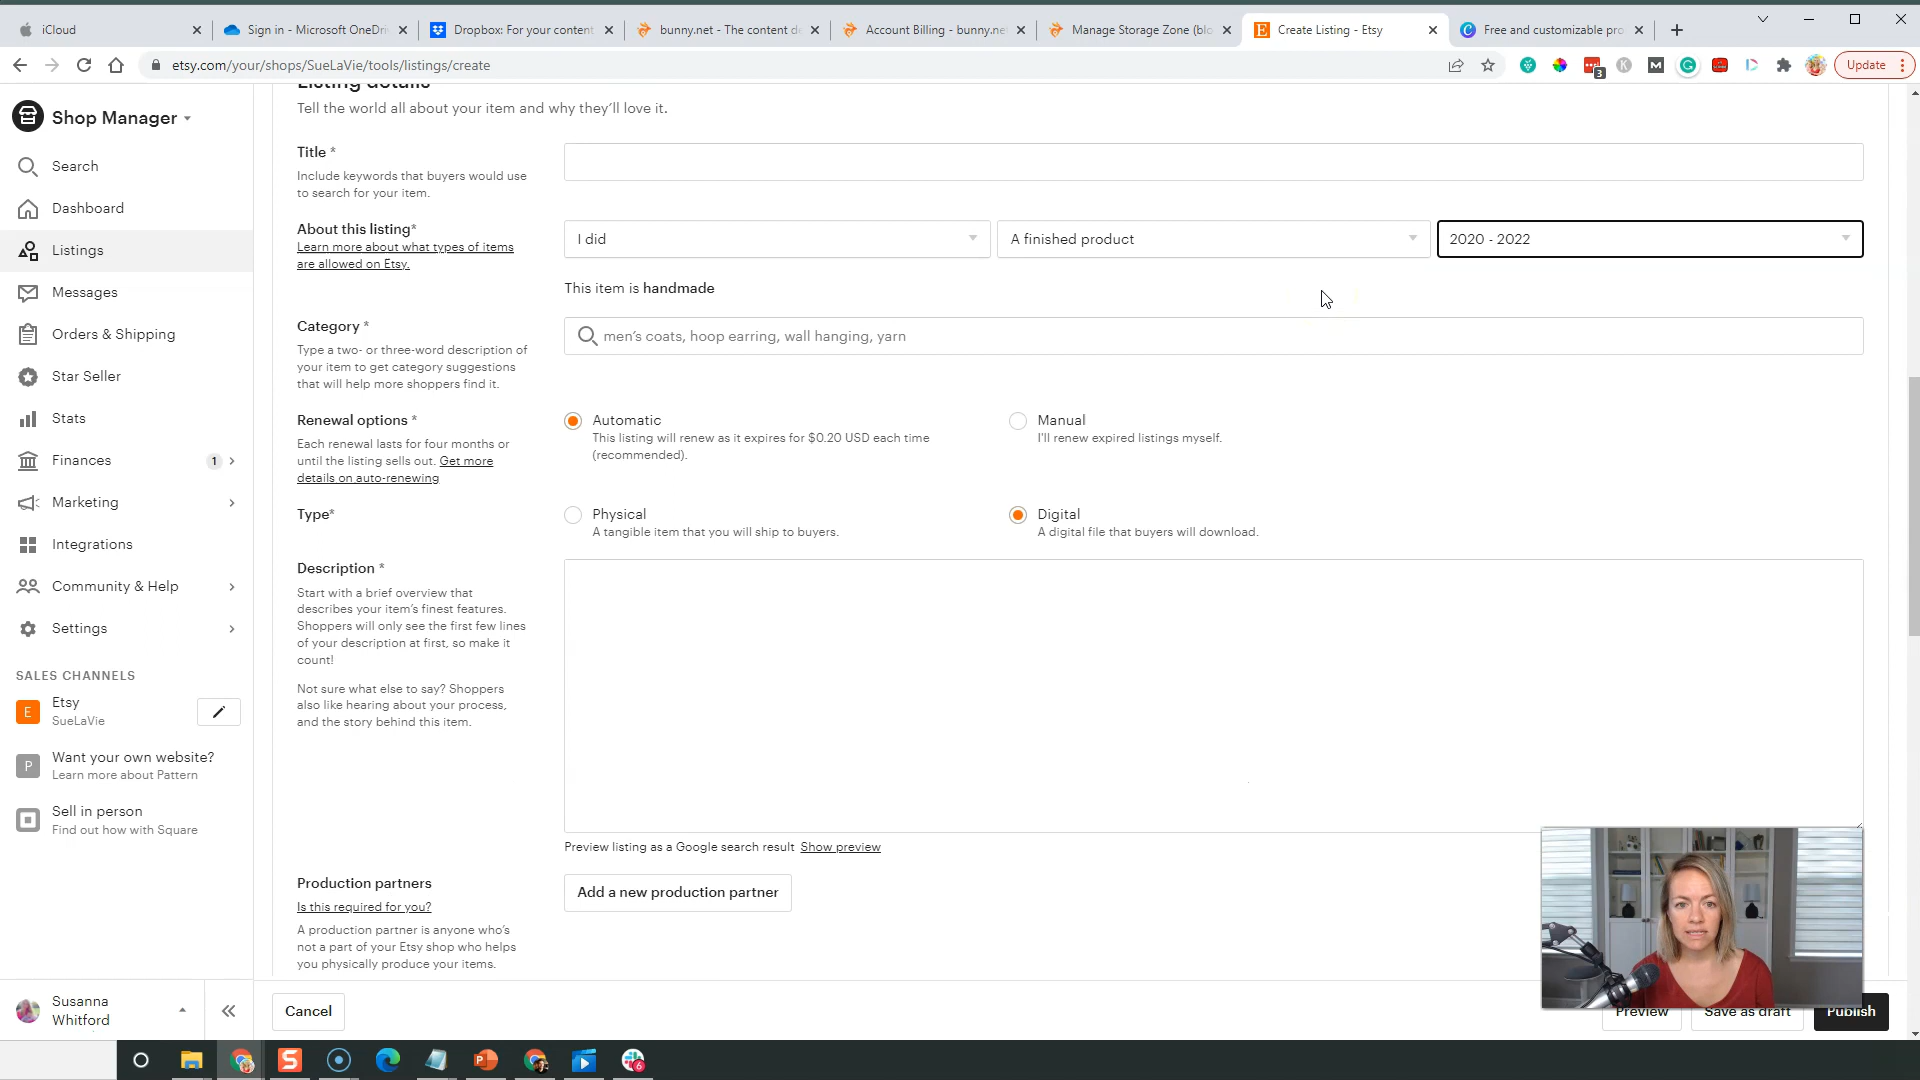 iCloud
Sign in - Microsoft OneDri
Dropbox: For your content
bunny.net - The content de
Account Billing - bunny.ne
Manage Storage Zone (blo
Create Listing - Etsy
Free and customizable pro
etsy.com/your/shops/SueLaVie/tools/listings/create
3
Update
Shop Manager
Search
Dashboard
Listings
Messages
Orders & Shipping
Star Seller
Stats
Finances 1
Marketing
Integrations
Community & Help
Settings
SALES CHANNELS
E
Etsy
SueLaVie
P
Want your own website?
Learn more about Pattern
Sell in person
Find out how with Square
Susanna
Whitford
Listing details
Tell the world all about your item and why they'll love it.
Title *
Include keywords that buyers would use
to search for your item.
About this listing*
Learn more about what types of items
are allowed on Etsy.
I did
A finished product
2020 - 2022
This item is handmade
Category *
Type a two- or three-word description of
your item to get category suggestions
that will help more shoppers find it.
men's coats, hoop earring, wall hanging, yarn
Renewal options *
Each renewal lasts for four months or
until the listing sells out. Get more
details on auto-renewing
Automatic
This listing will renew as it expires for $0.20 USD each time
(recommended).
Manual
I'll renew expired listings myself.
Type*
Physical
A tangible item that you will ship to buyers.
Digital
A digital file that buyers will download.
Description *
Start with a brief overview that
describes your item's finest features.
Shoppers will only see the first few lines
of your description at first, so make it
count!
Not sure what else to say? Shoppers
also like hearing about your process,
and the story behind this item.
Preview listing as a Google search result Show preview
Production partners
Is this required for you?
A production partner is anyone who's
not a part of your Etsy shop who helps
you physically produce your items.
Add a new production partner
Cancel
Preview
Save as draft
Publish
6